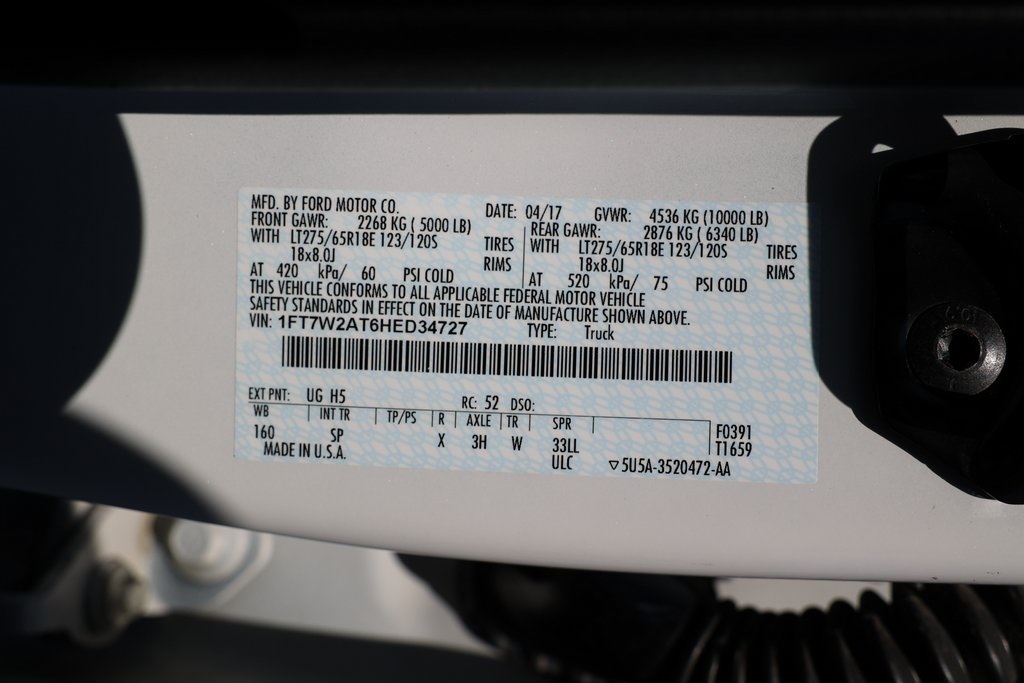 MFD. BY FORD MOTOR CO. DATE: 04/17 GVWR: 4536 KG (10000 LB)
FRONT GAWR: 2268 KG ( 5000 LB) REAR GAWR: 2876 KG ( 6340 LB)
WITH LT275/65R18E 123/120S TIRES WITH LT275/65R18E 123/120S TIRES
18x8.0J RIMS 18x8.0J RIMS
AT 420 kPa/ 60 PSI COLD AT 520 kPa/ 75 PSI COLD
THIS VEHICLE CONFORMS TO ALL APPLICABLE FEDERAL MOTOR VEHICLE
SAFETY STANDARDS IN EFFECT ON THE DATE OF MANUFACTURE SHOWN ABOVE.
VIN: 1FT7W2AT6HED34727 TYPE: Truck
EXT PNT: UG H5 RC: 52 DSO:
WB INT TR TP/PS R AXLE TR SPR F0391
160 SP X 3H W 33LL T1659
MADE IN U.S.A. ULC ▽5U5A-3520472-AA